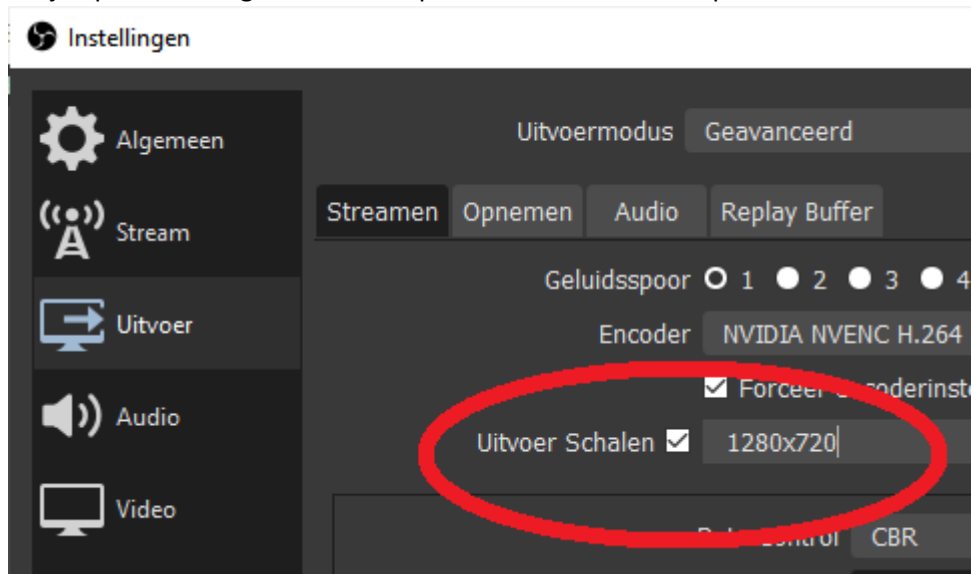 Instellingen
Algemeen
Stream
Uitvoer
Audio
Video
Uitvoermodus Geavanceerd
Streamen Opnemen Audio Replay Buffer
Geluidsspoor 1 2 3 4
Encoder NVIDIA NVENC H.264
Forceer
Uitvoer Schalen 1280x720
CBR